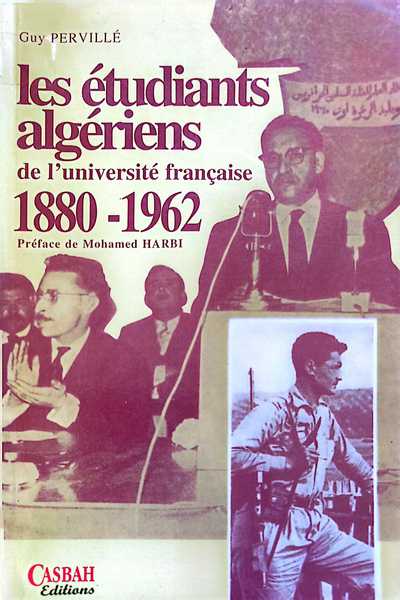 Guy PERVILLÉ
les étudiants
algériens
de l'université française
1880-1962
Préface de Mohamed HARBI
CASBAH
Editions